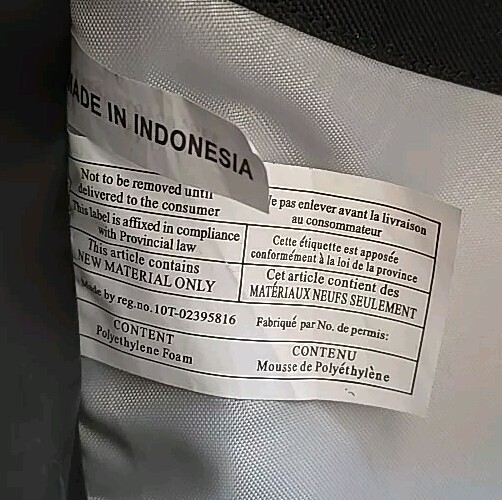 MADE IN INDONESIA
Not to be removed until
delivered to the consumer
This label is affixed in compliance
with Provincial law
This article contains
NEW MATERIAL ONLY
Made by reg.no. 10T-02395816
CONTENT
Polyethylene Foam
Ne pas enlever avant la livraison
au consommateur
Cette étiquette est apposée
conformément à la loi de la province
Cet article contient des
MATÉRIAUX NEUFS SEULEMENT
Fabriqué par No. de permis:
CONTENU
Mousse de Polyéthylène